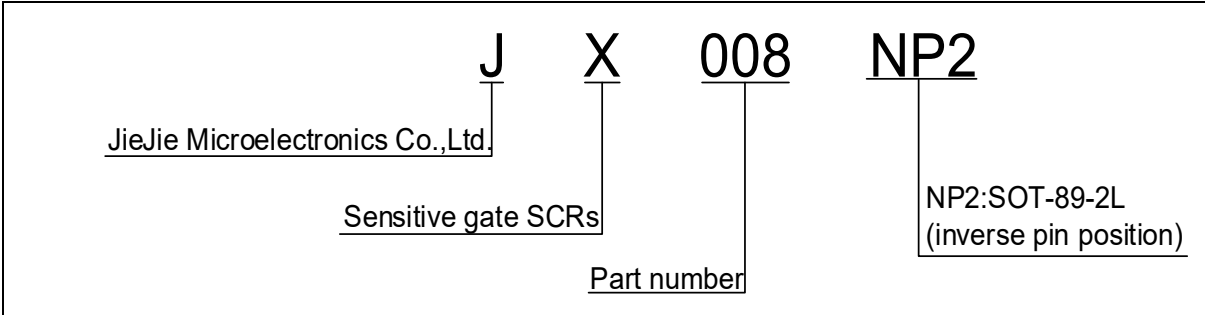 J X 008 NP2
JieJie Microelectronics Co.,Ltd.
Sensitive gate SCRs
NP2:SOT-89-2L
(inverse pin position)
Part number